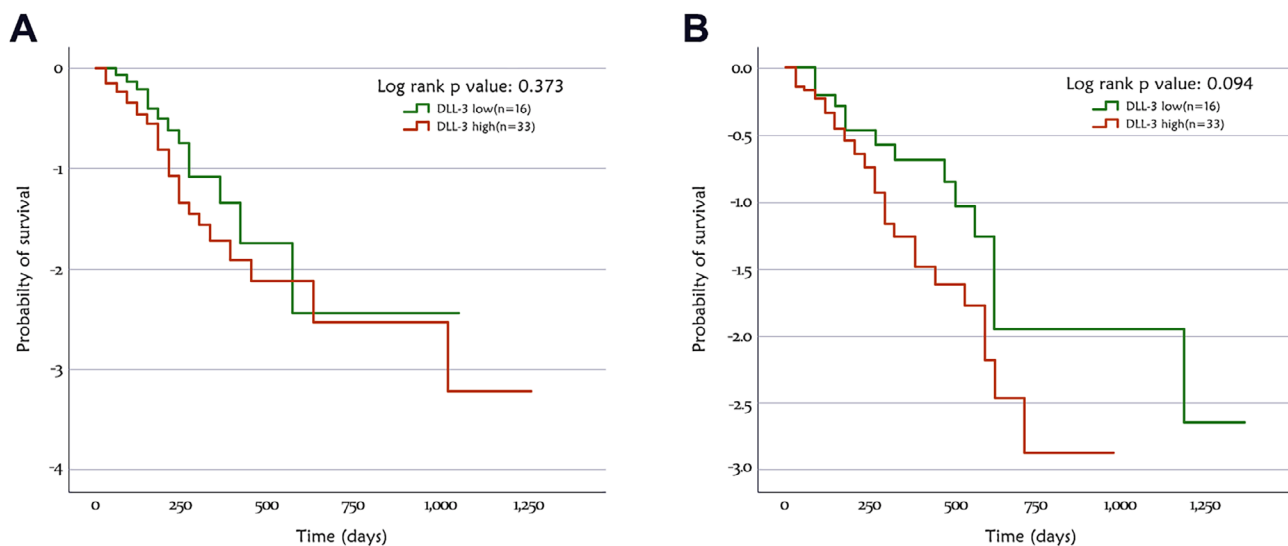 A
Log rank p value: 0.373
DLL-3 low(n=16)
DLL-3 high(n=33)
Probabilty of survival
0
-1
-2
-3
-4
0 250 500 750 1,000 1,250
Time (days)
B
Log rank p value: 0.094
DLL-3 low(n=16)
DLL-3 high(n=33)
Probabilty of survival
0.0
-0.5
-1.0
-1.5
-2.0
-2.5
-3.0
0 250 500 750 1,000 1,250
Time (days)